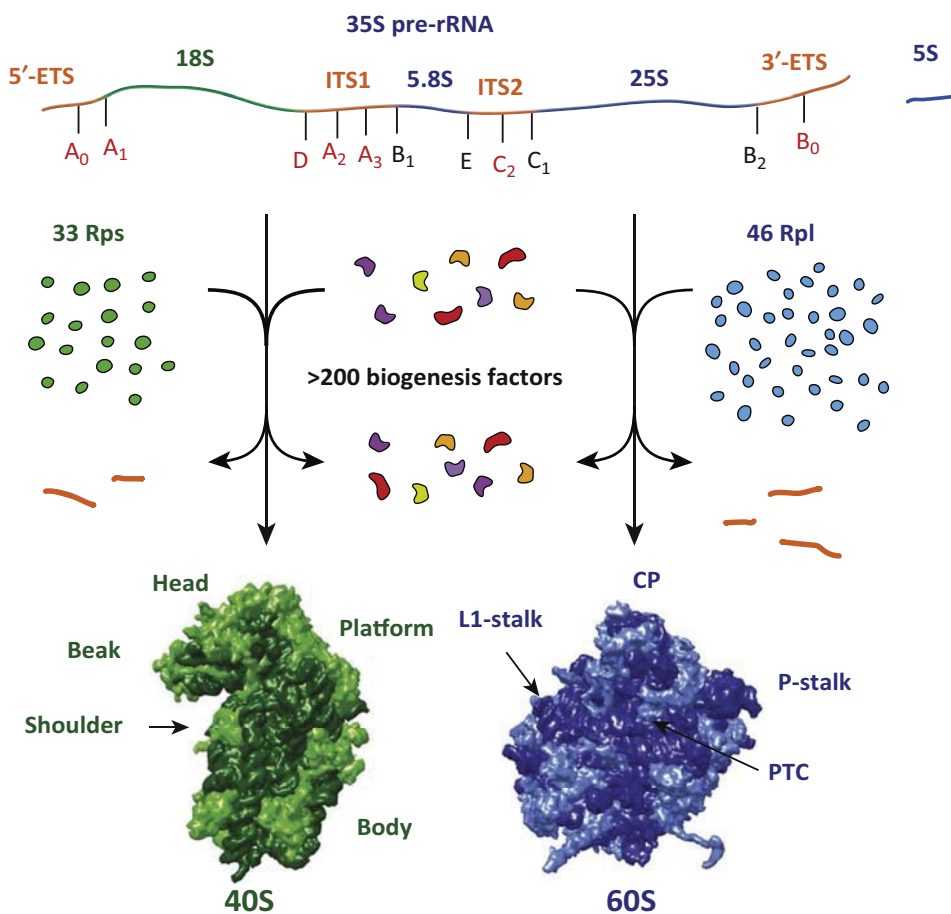 35S pre-rRNA
5′-ETS 18S ITS1 5.8S ITS2 25S 3′-ETS 5S
A0 A1 D A2 A3 B1 E C2 C1 B2 B0
33 Rps 46 Rpl
>200 biogenesis factors
Head CP
Platform L1-stalk
Beak P-stalk
Shoulder
PTC
Body
40S 60S